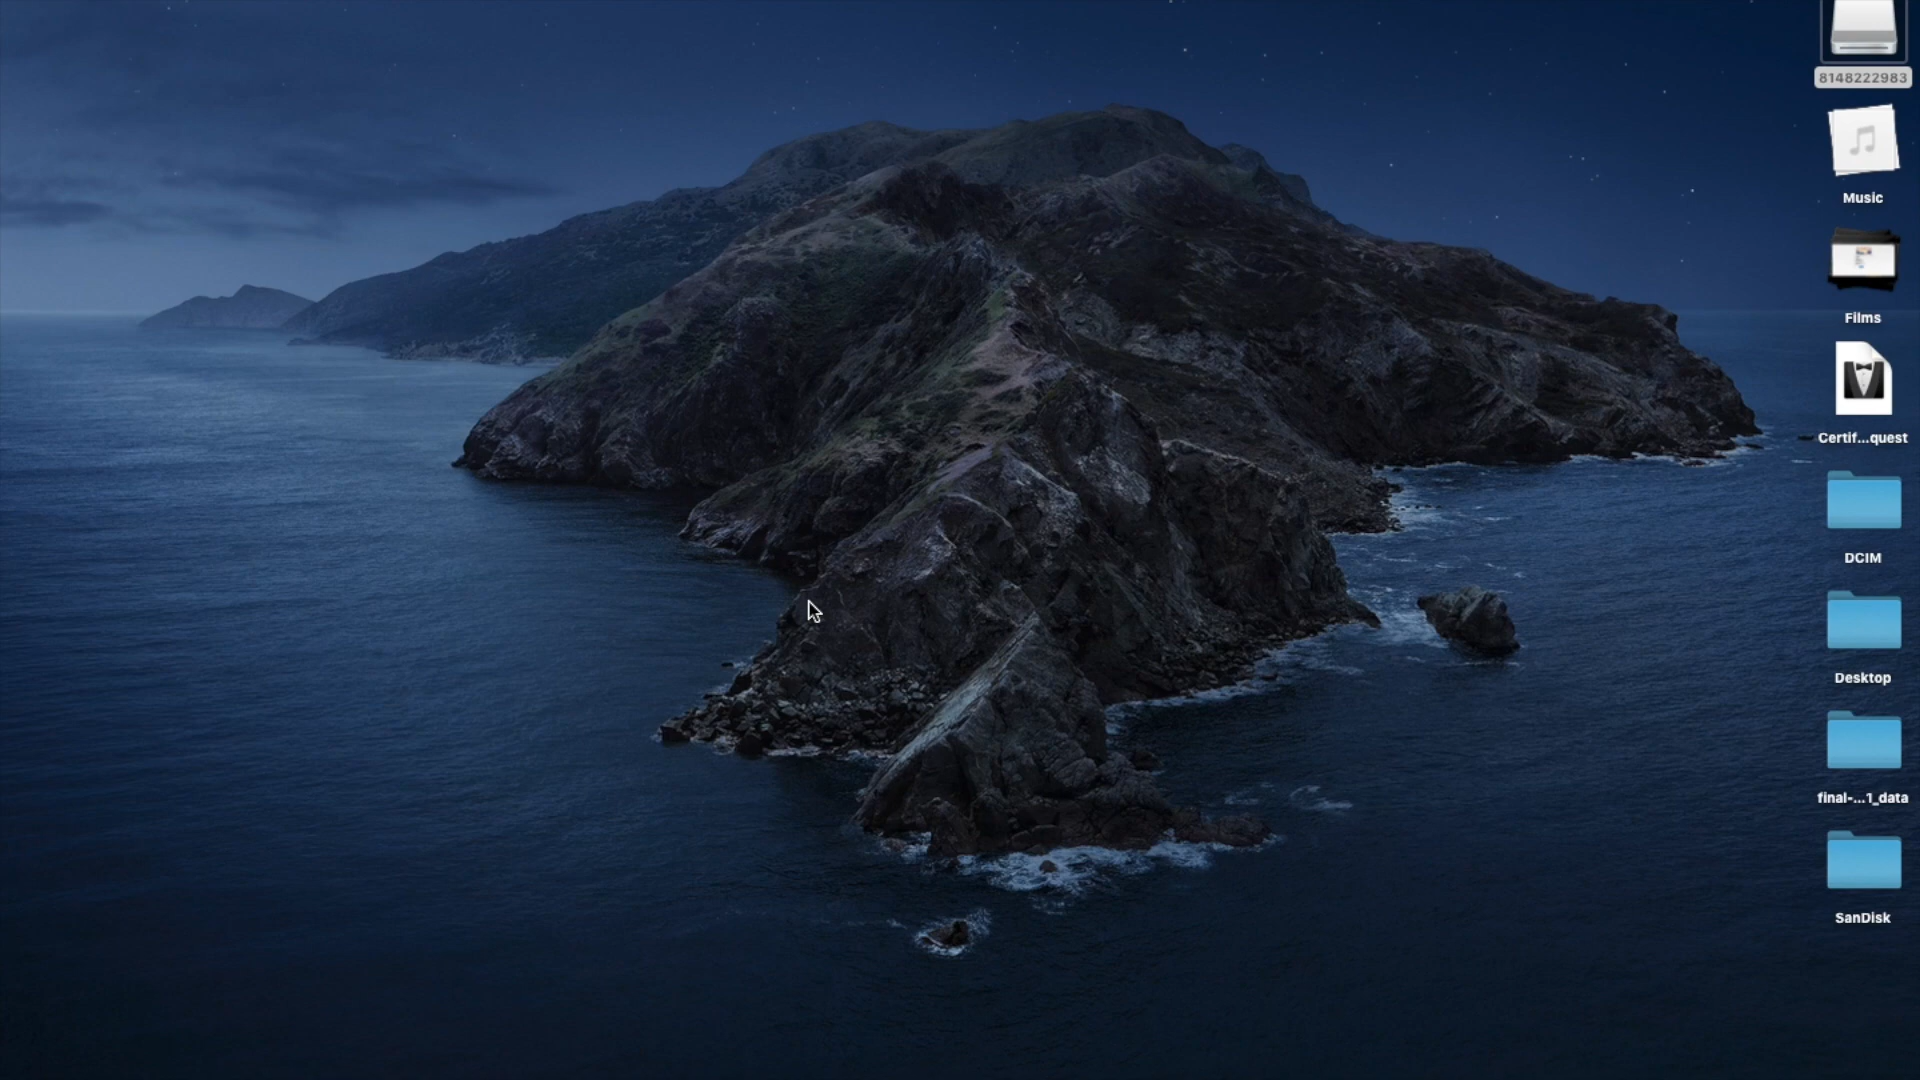 8148222983
Music
Films
Certif...quest
DCIM
Desktop
final-...1_data
SanDisk